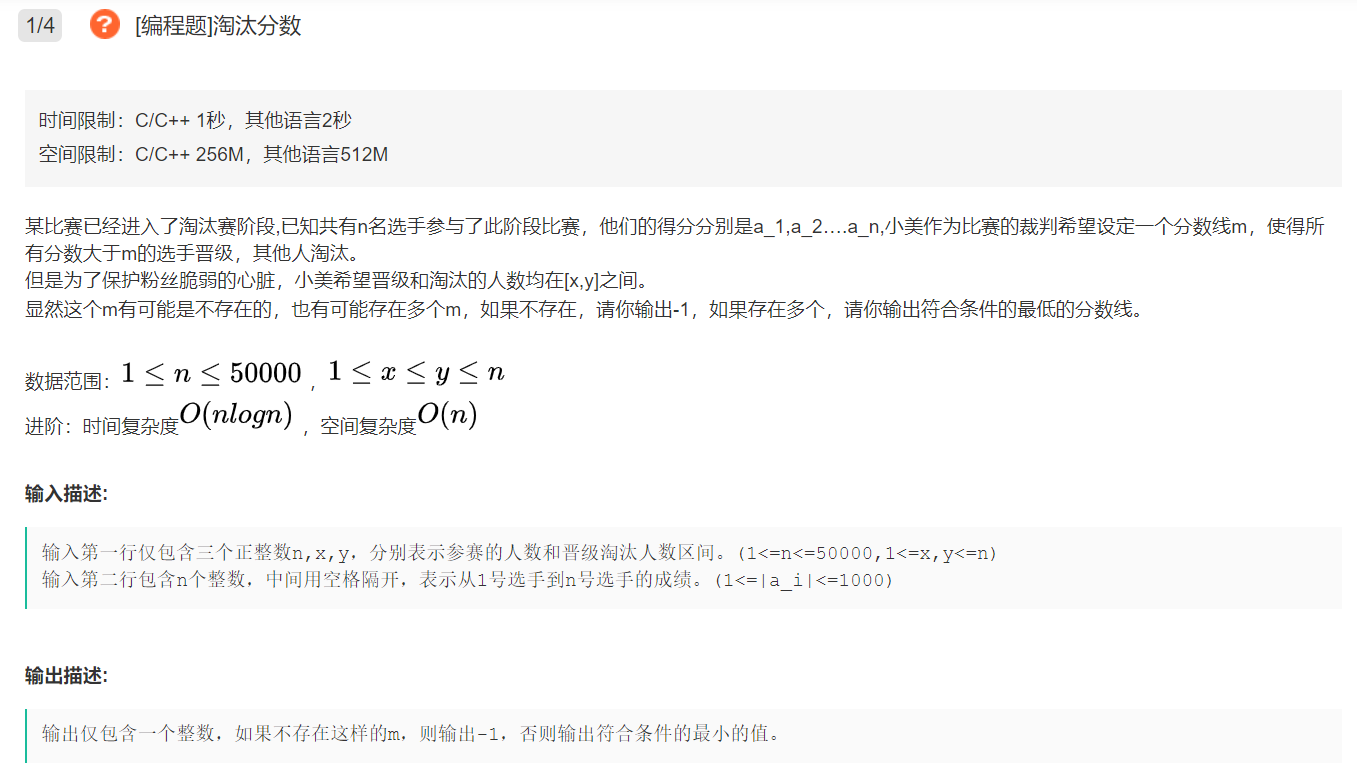 1/4 ? [编程题]淘汰分数
时间限制：C/C++ 1秒，其他语言2秒
空间限制：C/C++ 256M，其他语言512M
某比赛已经进入了淘汰赛阶段,已知共有n名选手参与了此阶段比赛，他们的得分分别是a_1,a_2….a_n,小美作为比赛的裁判希望设定一个分数线m，使得所
有分数大于m的选手晋级，其他人淘汰。
但是为了保护粉丝脆弱的心脏，小美希望晋级和淘汰的人数均在[x,y]之间。
显然这个m有可能是不存在的，也有可能存在多个m，如果不存在，请你输出-1，如果存在多个，请你输出符合条件的最低的分数线。
数据范围：1 ≤ n ≤ 50000 ，1 ≤ x ≤ y ≤ n
进阶：时间复杂度O(nlogn) ，空间复杂度O(n)
输入描述:
输入第一行仅包含三个正整数n,x,y，分别表示参赛的人数和晋级淘汰人数区间。(1<=n<=50000,1<=x,y<=n)
输入第二行包含n个整数，中间用空格隔开，表示从1号选手到n号选手的成绩。(1<=|a_i|<=1000)
输出描述:
输出仅包含一个整数，如果不存在这样的m，则输出-1，否则输出符合条件的最小的值。